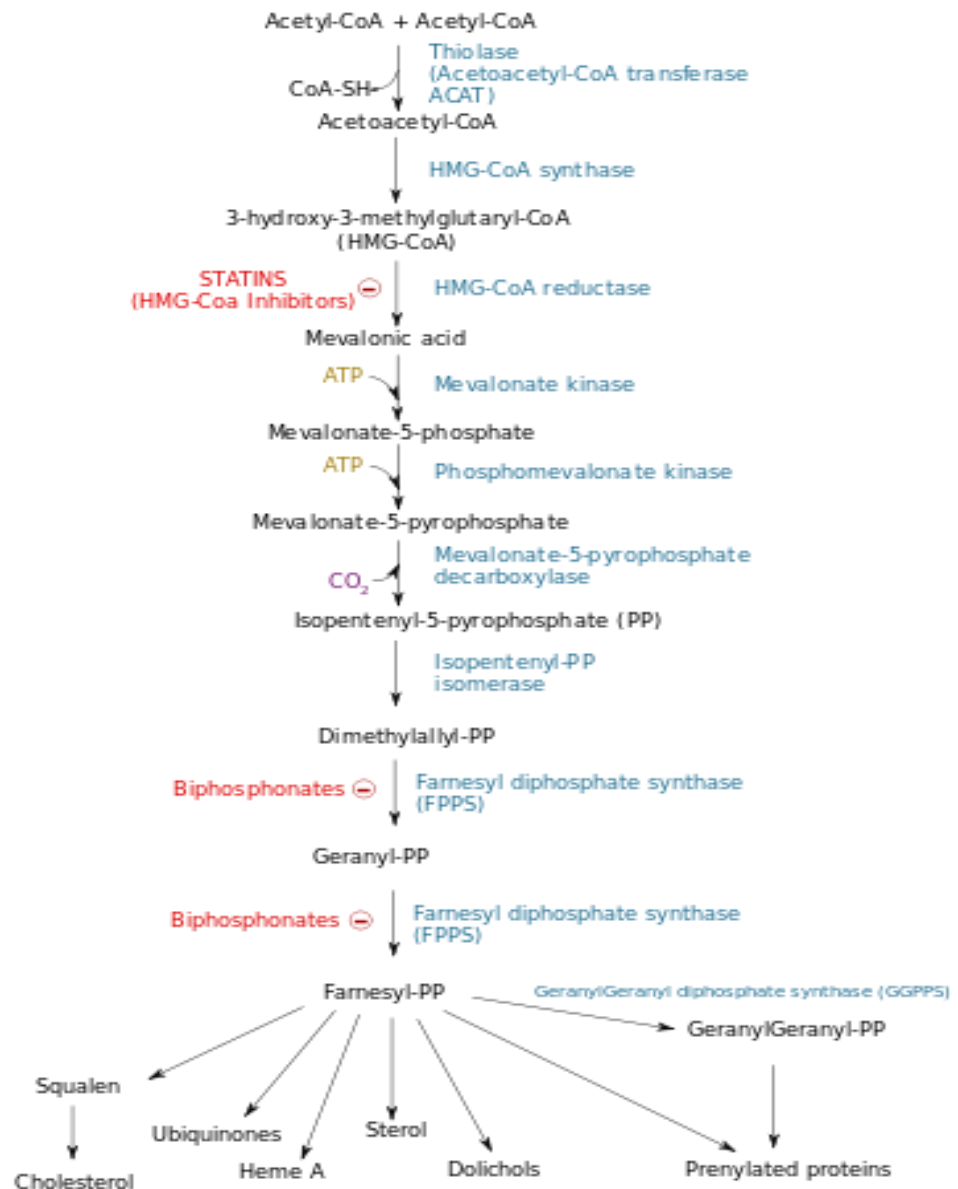 Acetyl-CoA + Acetyl-CoA
Thiolase
(Acetoacetyl-CoA transferase
ACAT)
CoA-SH
Acetoacetyl-CoA
HMG-CoA synthase
3-hydroxy-3-methylglutaryl-CoA
(HMG-CoA)
STATINS
(HMG-Coa Inhibitors)
HMG-CoA reductase
Mevalonic acid
ATP
Mevalonate kinase
Mevalonate-5-phosphate
ATP
Phosphomevalonate kinase
Mevalonate-5-pyrophosphate
Mevalonate-5-pyrophosphate
decarboxylase
CO₂
Isopentenyl-5-pyrophosphate (PP)
Isopentenyl-PP
isomerase
Dimethylallyl-PP
Biphosphonates
Farnesyl diphosphate synthase
(FPPS)
Geranyl-PP
Biphosphonates
Farnesyl diphosphate synthase
(FPPS)
Farnesyl-PP
GeranylGeranyl diphosphate synthase (GGPPS)
GeranylGeranyl-PP
Squalen
Ubiquinones
Sterol
Heme A
Dolichols
Prenylated proteins
Cholesterol